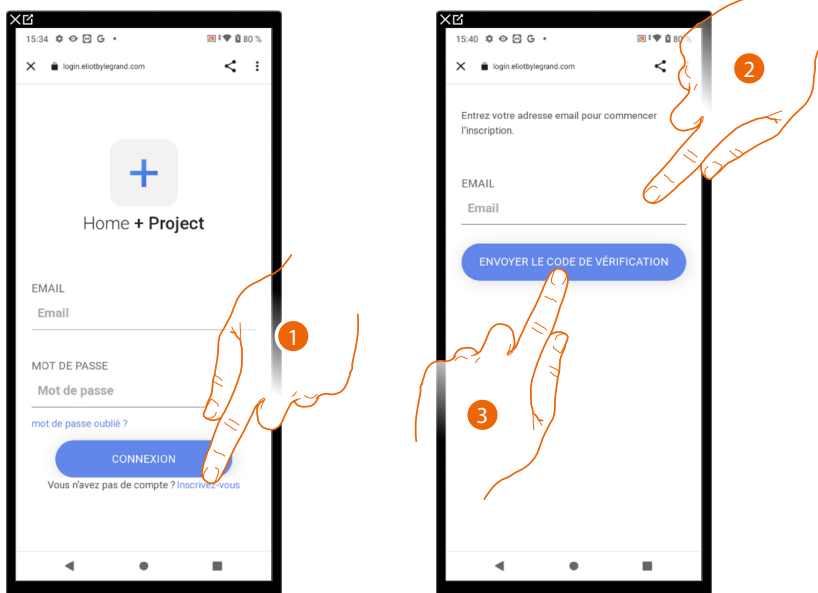 15:34 G 80 %
login.eliotbylegrand.com
Home + Project
EMAIL
Email
MOT DE PASSE
Mot de passe
mot de passe oublié ?
CONNEXION
Vous n'avez pas de compte ? Inscrivez-vous
1
15:40 G 80
login.eliotbylegrand.com
Entrez votre adresse email pour commencer
l'inscription.
EMAIL
Email
ENVOYER LE CODE DE VÉRIFICATION
2
3